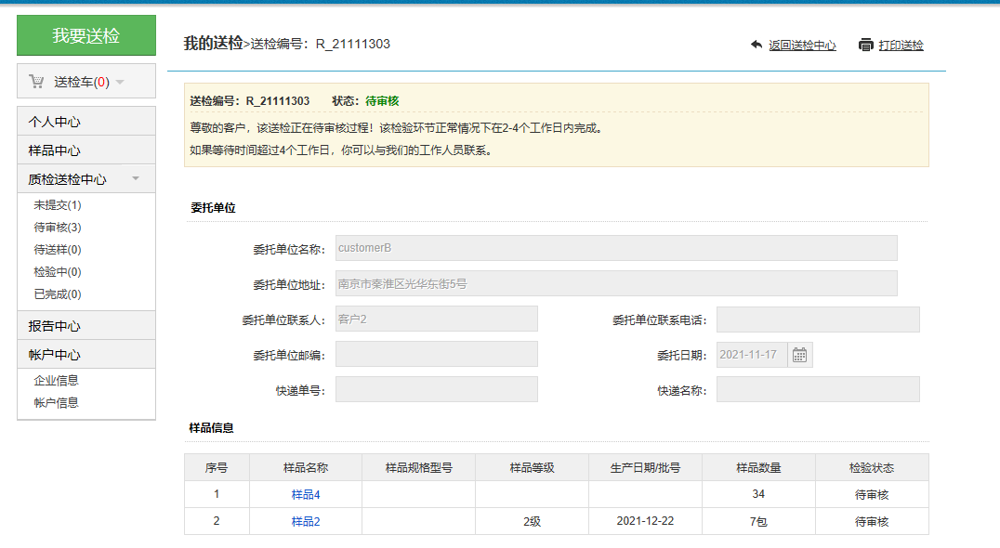 我要送检
送检车(0)
个人中心
样品中心
质检送检中心
未提交(1)
待审核(3)
待送样(0)
检验中(0)
已完成(0)
报告中心
帐户中心
企业信息
帐户信息
我的送检>送检编号：R_21111303
返回送检中心
打印送检
送检编号：R_21111303 状态：待审核
尊敬的客户，该送检正在待审核过程！该检验环节正常情况下在2-4个工作日内完成。
如果等待时间超过4个工作日，你可以与我们的工作人员联系。
委托单位
委托单位名称： customerB
委托单位地址： 南京市秦淮区光华东街5号
委托单位联系人： 客户2 委托单位联系电话：
委托单位邮编： 委托日期： 2021-11-17
快递单号： 快递名称：
样品信息
序号 样品名称 样品规格型号 样品等级 生产日期/批号 样品数量 检验状态
1 样品4 34 待审核
2 样品2 2级 2021-12-22 7包 待审核